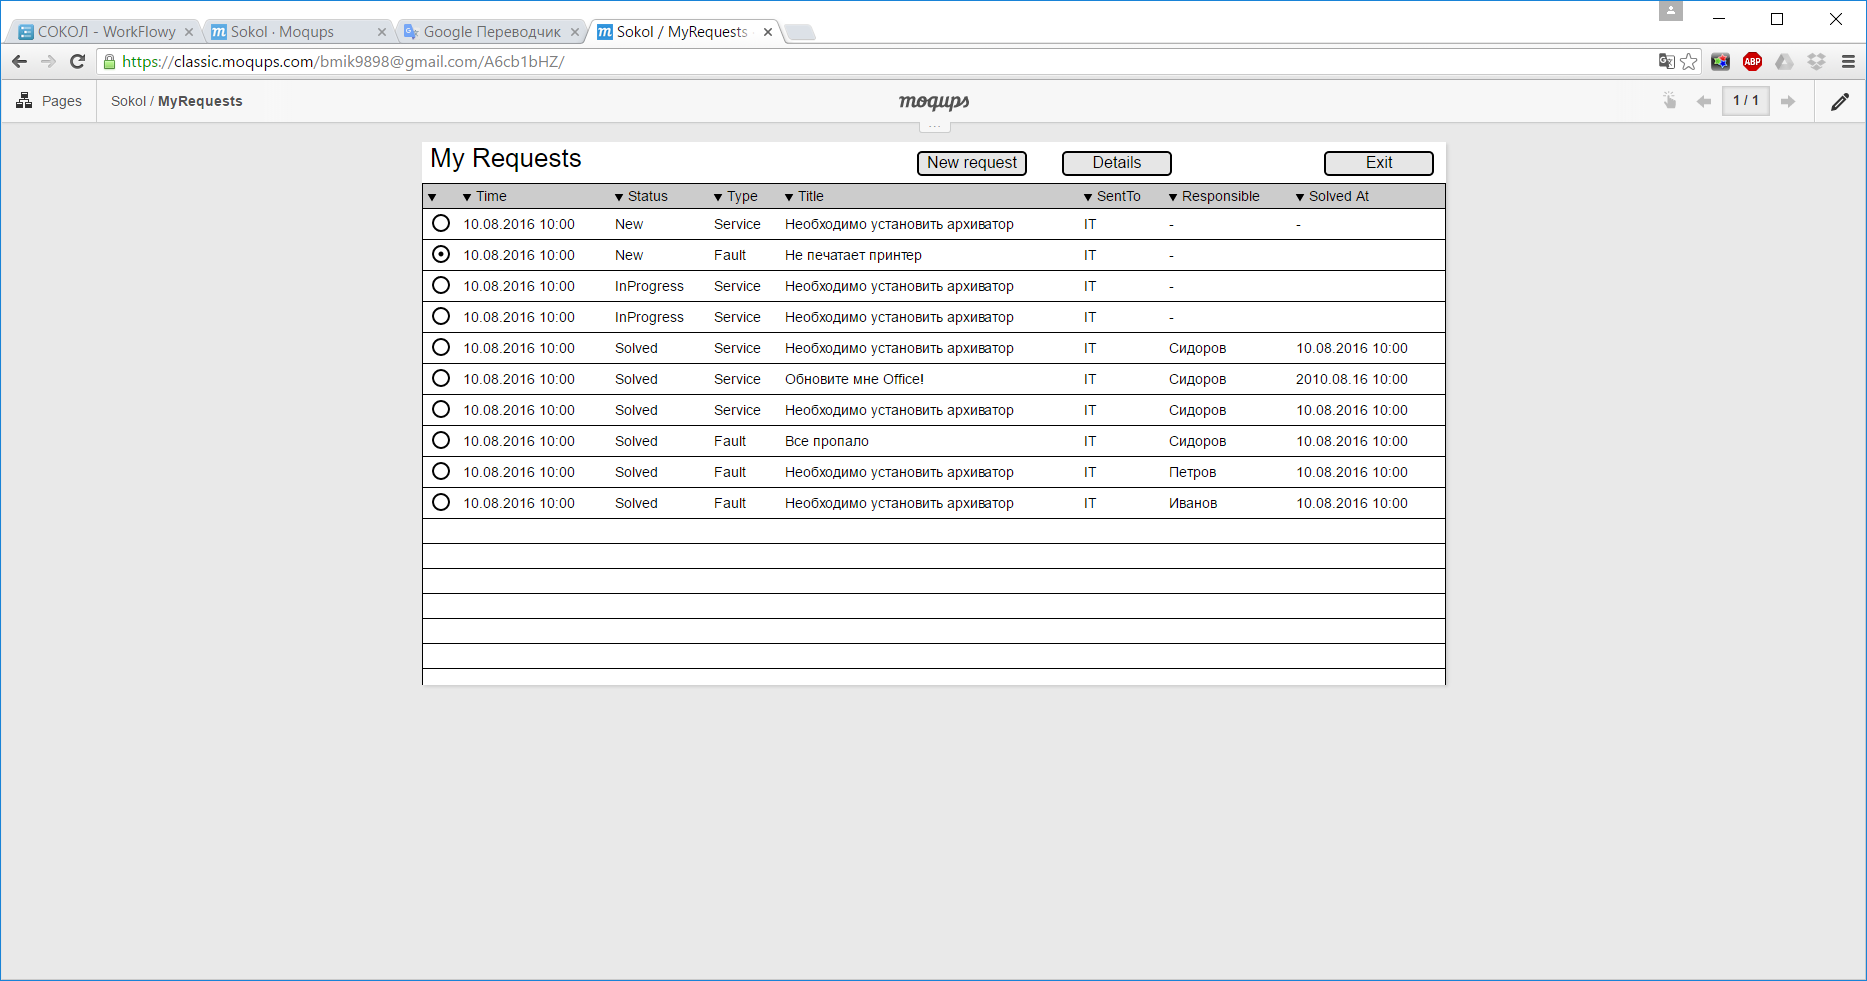 СОКОЛ - WorkFlowy
Sokol · Moqups
Google Переводчик
Sokol / MyRequests
https://classic.moqups.com/bmik9898@gmail.com/A6cb1bHZ/
ABP
Pages
Sokol / MyRequests
moqups
1 / 1
...
My Requests
New request
Details
Exit
Time Status Type Title SentTo Responsible Solved At
10.08.2016 10:00 New Service Необходимо установить архиватор IT - -
10.08.2016 10:00 New Fault Не печатает принтер IT -
10.08.2016 10:00 InProgress Service Необходимо установить архиватор IT -
10.08.2016 10:00 InProgress Service Необходимо установить архиватор IT -
10.08.2016 10:00 Solved Service Необходимо установить архиватор IT Сидоров 10.08.2016 10:00
10.08.2016 10:00 Solved Service Обновите мне Office! IT Сидоров 2010.08.16 10:00
10.08.2016 10:00 Solved Service Необходимо установить архиватор IT Сидоров 10.08.2016 10:00
10.08.2016 10:00 Solved Fault Все пропало IT Сидоров 10.08.2016 10:00
10.08.2016 10:00 Solved Fault Необходимо установить архиватор IT Петров 10.08.2016 10:00
10.08.2016 10:00 Solved Fault Необходимо установить архиватор IT Иванов 10.08.2016 10:00